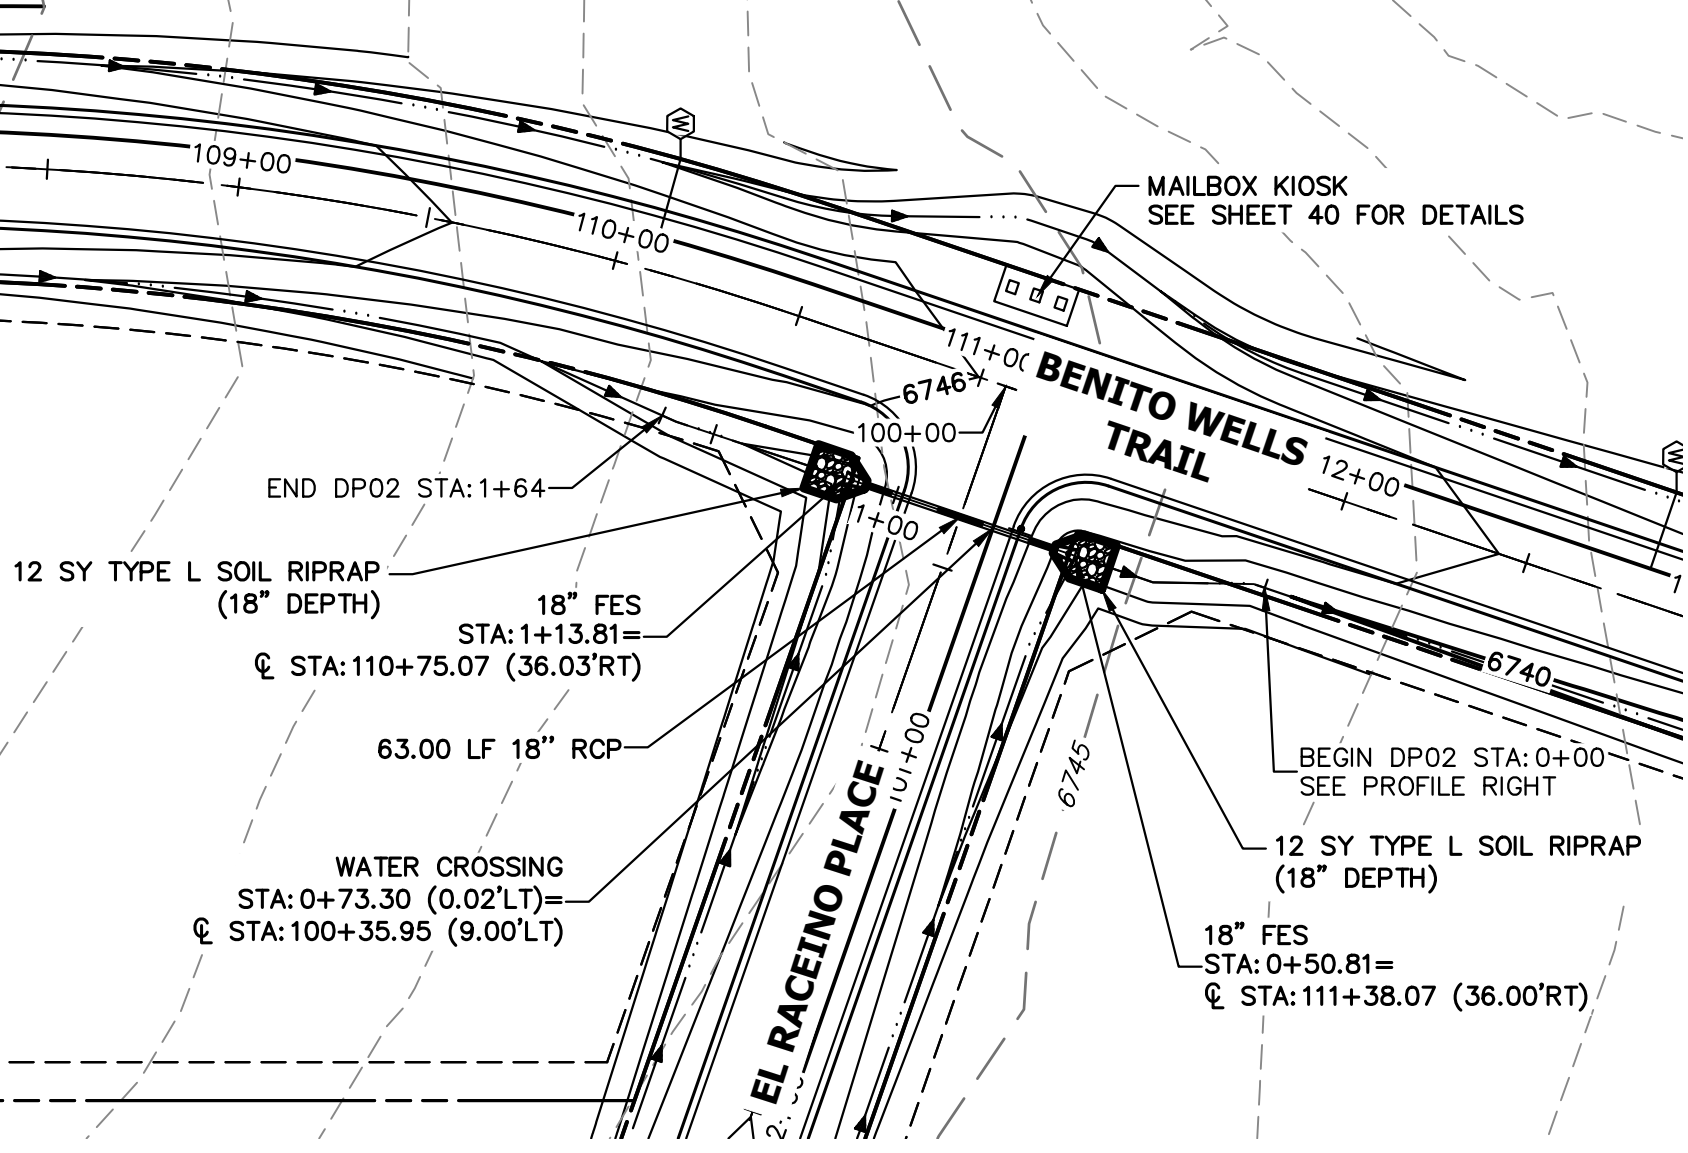 109+00
110+00
MAILBOX KIOSK
SEE SHEET 40 FOR DETAILS
111+00
BENITO WELLS
TRAIL
6746
100+00
12+00
END DP02 STA:1+64
1+00
12 SY TYPE L SOIL RIPRAP
(18" DEPTH)
18" FES
STA:1+13.81=
℄ STA:110+75.07 (36.03'RT)
6740
63.00 LF 18" RCP
101+00
EL RACEINO PLACE
6745
BEGIN DP02 STA:0+00
SEE PROFILE RIGHT
12 SY TYPE L SOIL RIPRAP
(18" DEPTH)
WATER CROSSING
STA:0+73.30 (0.02'LT)=
℄ STA:100+35.95 (9.00'LT)
18" FES
STA:0+50.81=
℄ STA:111+38.07 (36.00'RT)